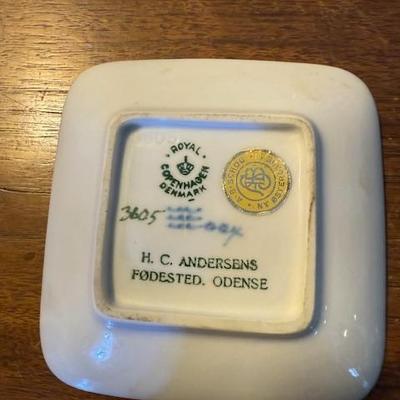 ROYAL
COPENHAGEN
DENMARK
3605
H. C. ANDERSENS
FØDESTED. ODENSE